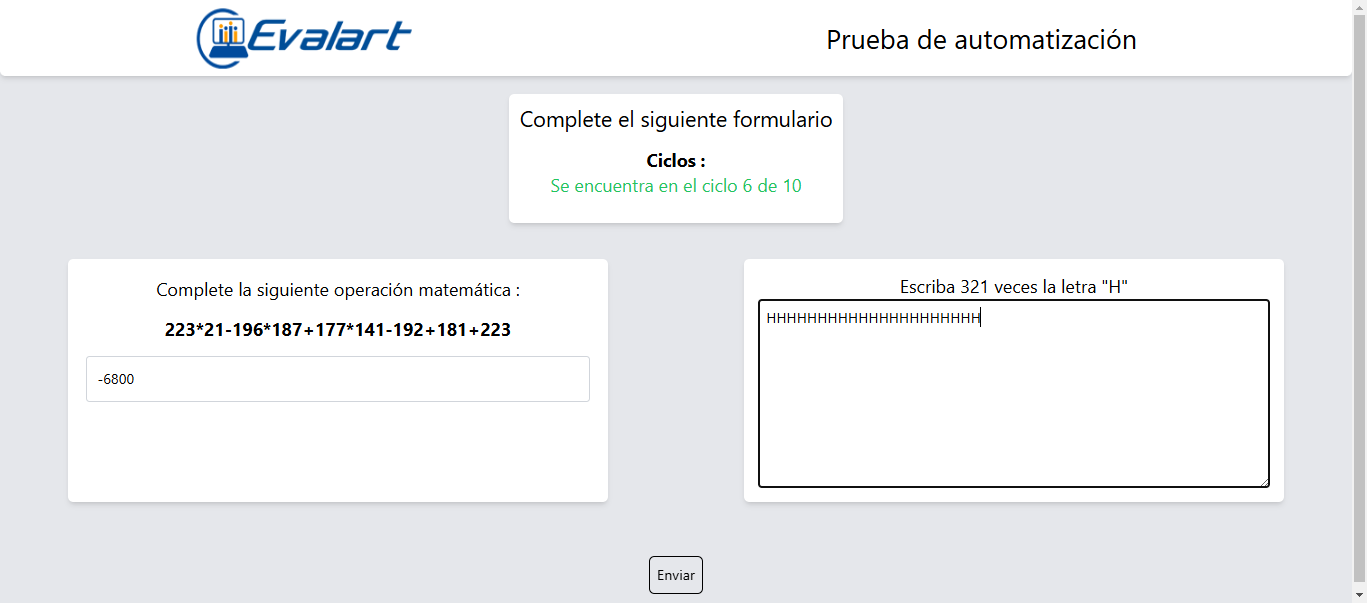 Evalart
Prueba de automatización
Complete el siguiente formulario
Ciclos :
Se encuentra en el ciclo 6 de 10
Complete la siguiente operación matemática :
223*21-196*187+177*141-192+181+223
-6800
Escriba 321 veces la letra "H"
HHHHHHHHHHHHHHHHHHHHH
Enviar